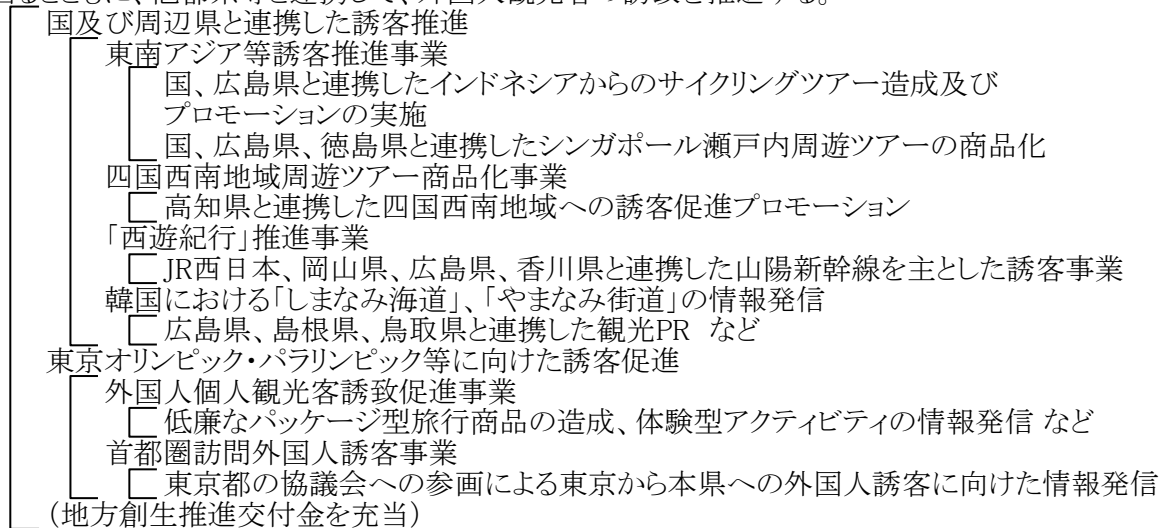 国及び周辺県と連携した誘客推進
東南アジア等誘客推進事業
国、広島県と連携したインドネシアからのサイクリングツアー造成及び
プロモーションの実施
国、広島県、徳島県と連携したシンガポール瀬戸内周遊ツアーの商品化
四国西南地域周遊ツアー商品化事業
高知県と連携した四国西南地域への誘客促進プロモーション
「西遊紀行」推進事業
JR西日本、岡山県、広島県、香川県と連携した山陽新幹線を主とした誘客事業
韓国における「しまなみ海道」、「やまなみ街道」の情報発信
広島県、島根県、鳥取県と連携した観光PR など
東京オリンピック・パラリンピック等に向けた誘客促進
外国人個人観光客誘致促進事業
低廉なパッケージ型旅行商品の造成、体験型アクティビティの情報発信 など
首都圏訪問外国人誘客事業
東京都の協議会への参画による東京から本県への外国人誘客に向けた情報発信
(地方創生推進交付金を充当)